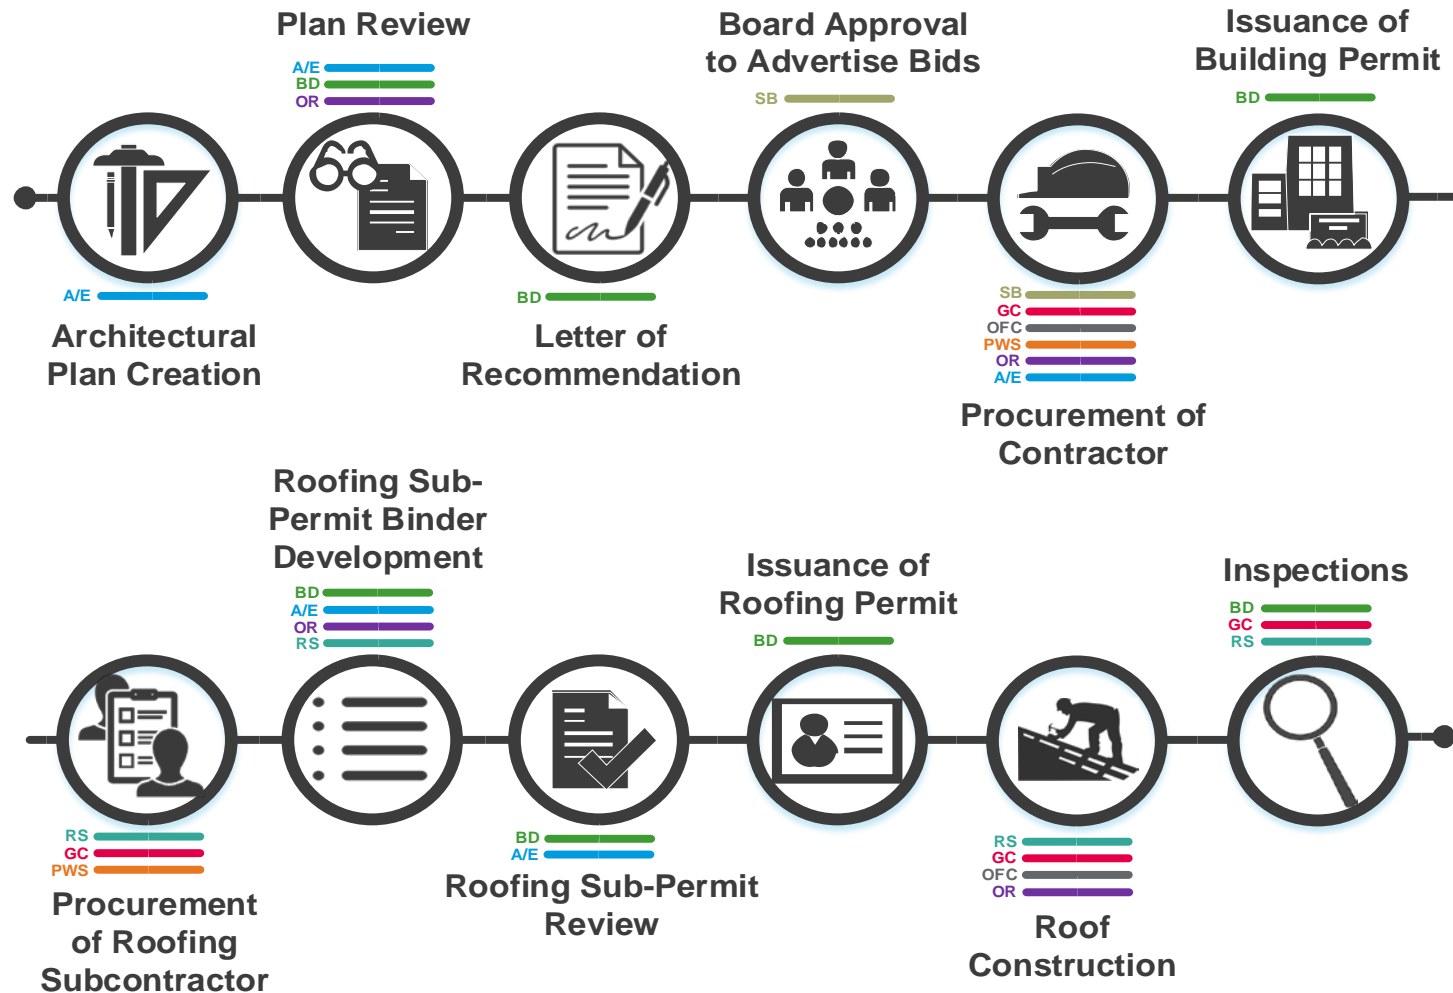 Plan Review
A/E
BD
OR
Board Approval
to Advertise Bids
SB
Issuance of
Building Permit
BD
A/E
Architectural
Plan Creation
BD
Letter of
Recommendation
SB
GC
OFC
PWS
OR
A/E
Procurement of
Contractor
Roofing Sub-
Permit Binder
Development
BD
A/E
OR
RS
Issuance of
Roofing Permit
BD
Inspections
BD
GC
RS
RS
GC
PWS
Procurement
of Roofing
Subcontractor
BD
A/E
Roofing Sub-Permit
Review
RS
GC
OFC
OR
Roof
Construction